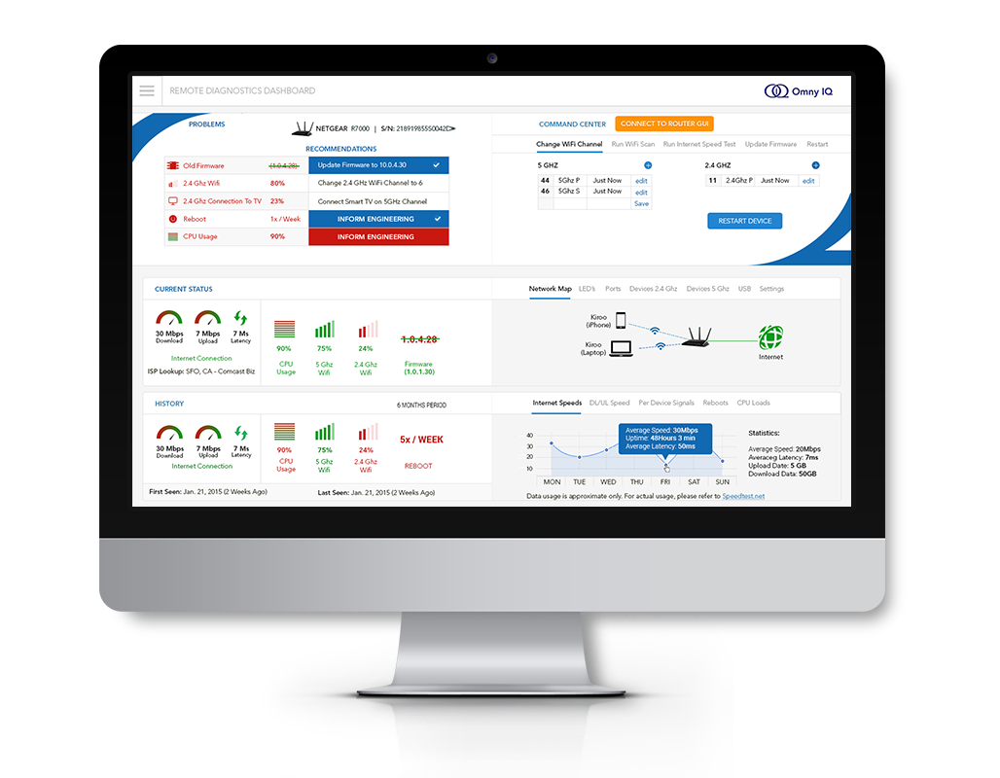 REMOTE DIAGNOSTICS DASHBOARD
Omny IQ
PROBLEMS
NETGEAR R7000 | S/N:
RECOMMENDATIONS
Old Firmware (1.0.4.28) Update Firmware to 10.0.4.30
2.4 Ghz Wifi 80% Change 2.4 GHz WiFi Channel to 6
2.4 Ghz Connection To TV 23% Connect Smart TV on 5GHz Channel
Reboot 1x / Week INFORM ENGINEERING
CPU Usage 90% INFORM ENGINEERING
COMMAND CENTER CONNECT TO ROUTER GUI
Change WiFi Channel Run WiFi Scan Run Internet Speed Test Update Firmware Restart
5 GHZ
44 5Ghz P Just Now edit
46 5Ghz S Just Now edit
Save
2.4 GHZ
11 2.4Ghz P Just Now edit
RESTART DEVICE
CURRENT STATUS
30 Mbps 7 Mbps 7 Ms
Download Upload Latency
Internet Connection
ISP Lookup: SFO, CA - Comcast Biz
90% 75% 24% 1.0.4.28
CPU 5 Ghz 2.4 Ghz Firmware
Usage Wifi Wifi (1.0.1.30)
Network Map LED's Ports Devices 2.4 Ghz Devices 5 Ghz USB Settings
Kiroo
(iPhone)
Kiroo
(Laptop)
Internet
HISTORY
6 MONTHS PERIOD
30 Mbps 7 Mbps 7 Ms
Download Upload Latency
Internet Connection
90% 75% 24% 5x / WEEK
CPU 5 Ghz 2.4 Ghz REBOOT
Usage Wifi Wifi
First Seen: Jan. 21, 2015 (2 Weeks Ago) Last Seen: Jan. 21, 2015 (2 Weeks Ago)
Internet Speeds DL/UL Speed Per Device Signals Reboots CPU Loads
40
30
20
10
Average Speed: 30Mbps
Uptime: 48Hours 3 min
Average Latency: 50ms
MON TUE WED THU FRI SAT SUN
Statistics:
Average Speed: 20Mbps
Averaceg Latency: 7ms
Upload Date: 5 GB
Download Data: 50GB
Data usage is approximate only. For actual usage, please refer to Speedtest.net